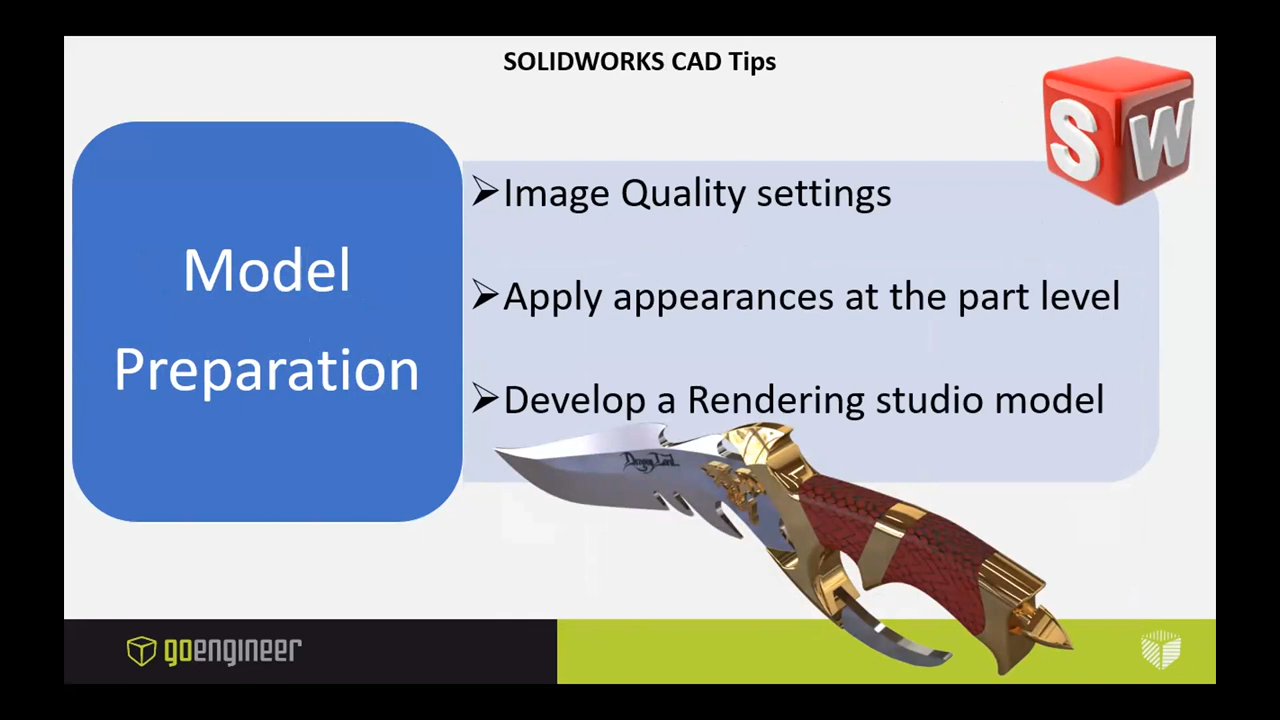 SOLIDWORKS CAD Tips
SW
Model
Preparation
➢Image Quality settings
➢Apply appearances at the part level
➢Develop a Rendering studio model
goengineer